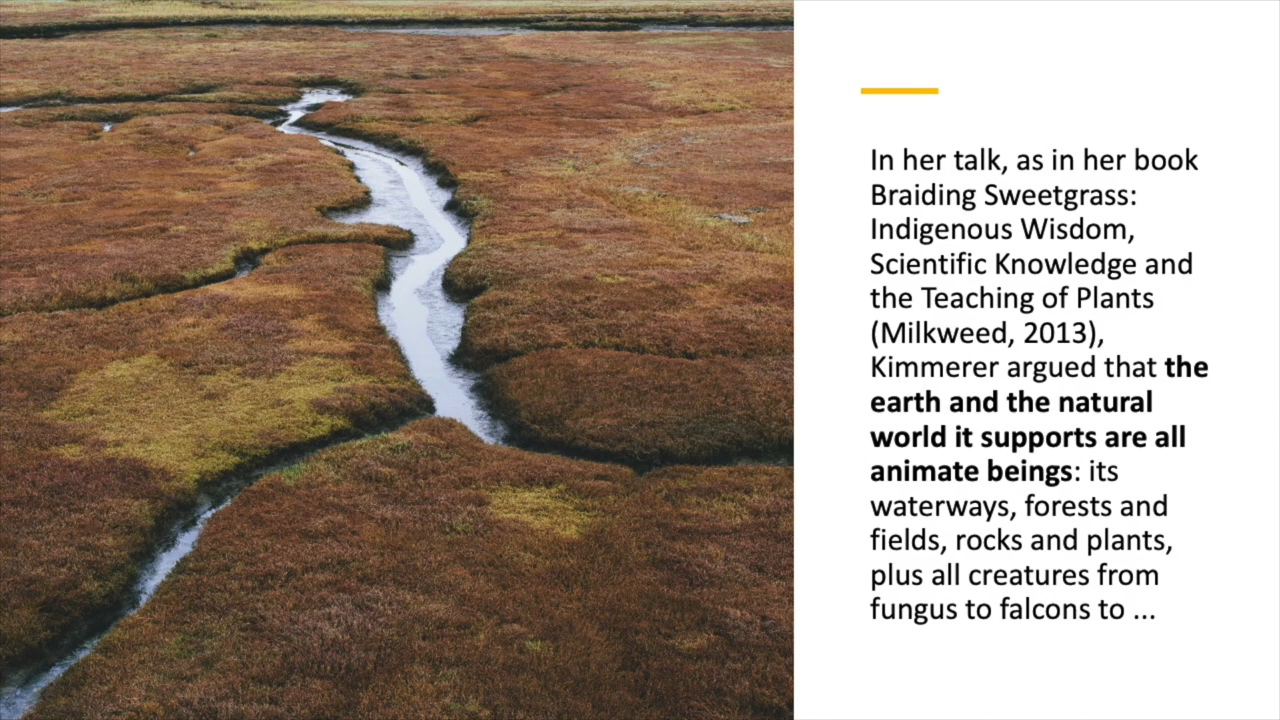 In her talk, as in her book
Braiding Sweetgrass:
Indigenous Wisdom,
Scientific Knowledge and
the Teaching of Plants
(Milkweed, 2013),
Kimmerer argued that the
earth and the natural
world it supports are all
animate beings: its
waterways, forests and
fields, rocks and plants,
plus all creatures from
fungus to falcons to ...